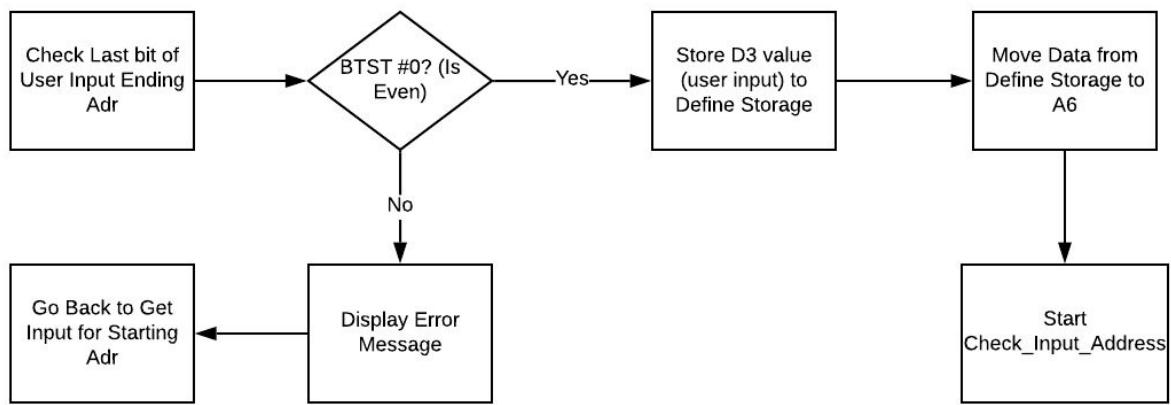 Check Last bit of
User Input Ending
Adr
BTST #0? (Is
Even)
Yes
Store D3 value
(user input) to
Define Storage
Move Data from
Define Storage to
A6
No
Go Back to Get
Input for Starting
Adr
Display Error
Message
Start
Check_Input_Address